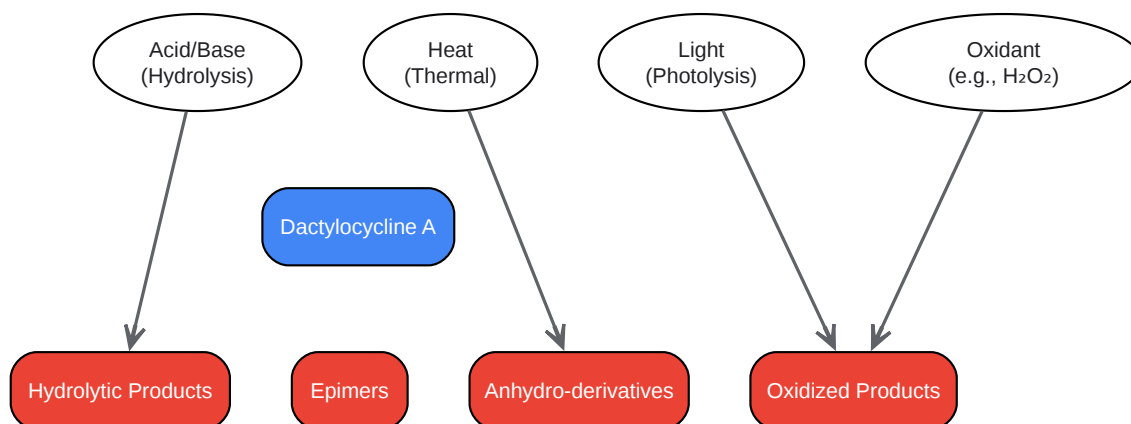 Acid/Base
(Hydrolysis)
Heat
(Thermal)
Light
(Photolysis)
Oxidant
(e.g., H₂O₂)
Dactylocycline A
Hydrolytic Products
Epimers
Anhydro-derivatives
Oxidized Products